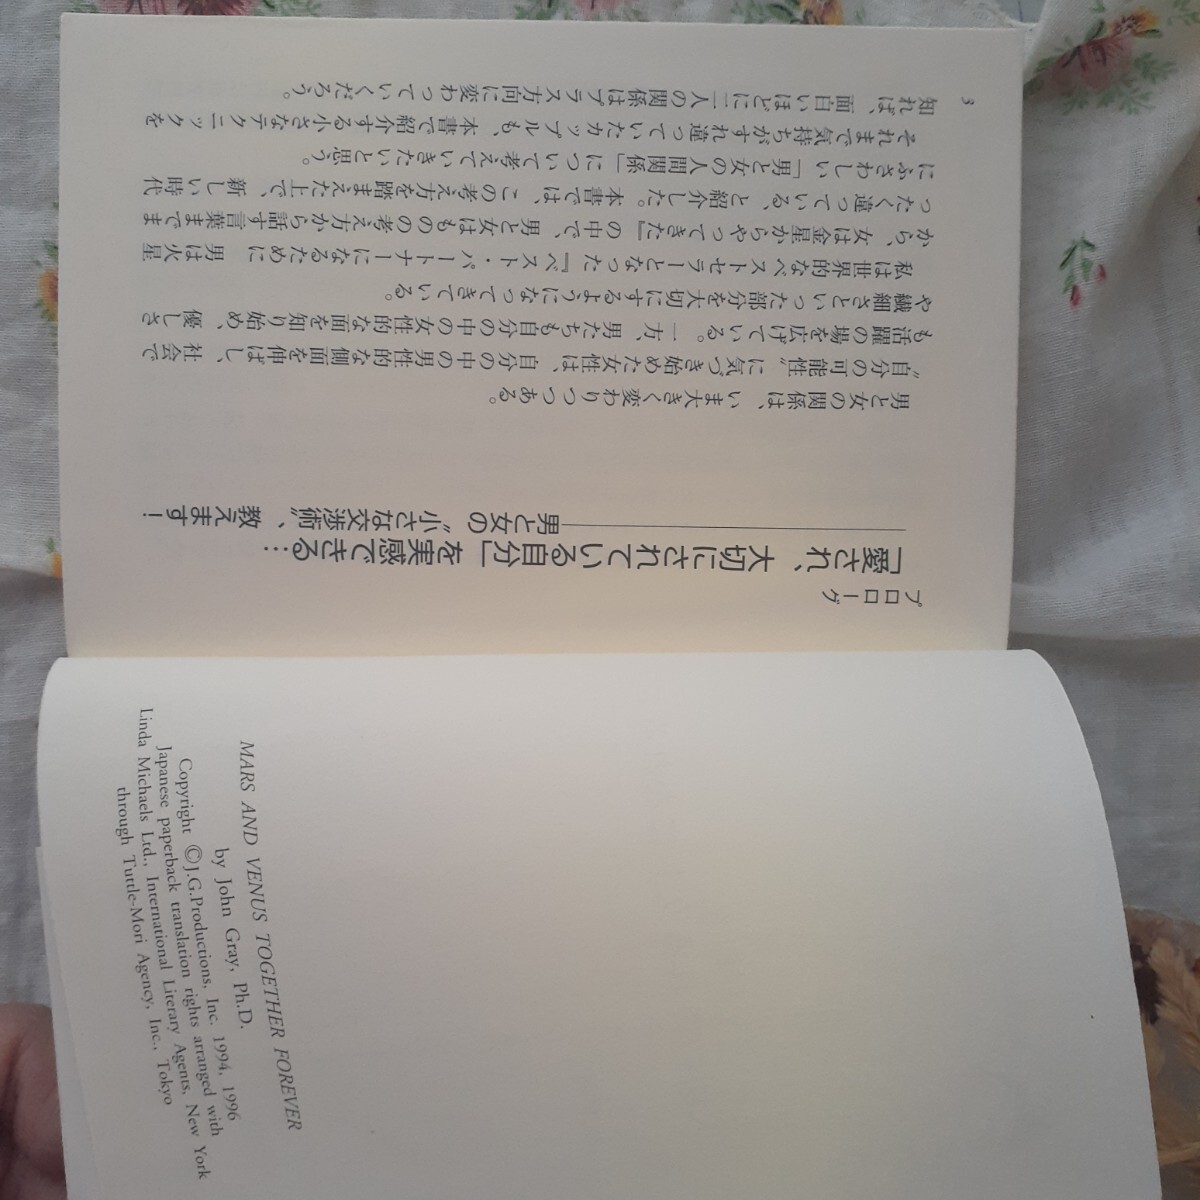 プロローグ
「愛され、大切にされている自分」を実感できる…
――男と女の“小さな交渉術”、教えます！
男と女の関係は、いま大きく変わりつつある。
“自分の可能性”に気づき始めた女性は、自分の中の男性的な側面を伸ばし、社会で
も活躍の場を広げている。一方、男たちも自分の中の女性的な面を知り始め、優しさ
や繊細さといった部分を大切にするようになってきている。
私は世界的なベストセラーとなった『ベスト・パートナーになるために 男は火星
から、女は金星からやってきた』の中で、男と女はものの考え方から話す言葉までま
ったく違っている、と紹介した。本書では、この考え方を踏まえた上で、新しい時代
にふさわしい「男と女の人間関係」について考えていきたいと思う。
それまで気持ちがすれ違っていたカップルも、本書で紹介する小さなテクニックを
知れば、面白いほどに二人の関係はプラス方向に変わっていくだろう。
3
MARS AND VENUS TOGETHER FOREVER
by John Gray, Ph.D.
Copyright ©J.G.Productions, Inc. 1994, 1996
Japanese paperback translation rights arranged with
Linda Michaels Ltd., International Literary Agents, New York
through Tuttle-Mori Agency, Inc., Tokyo